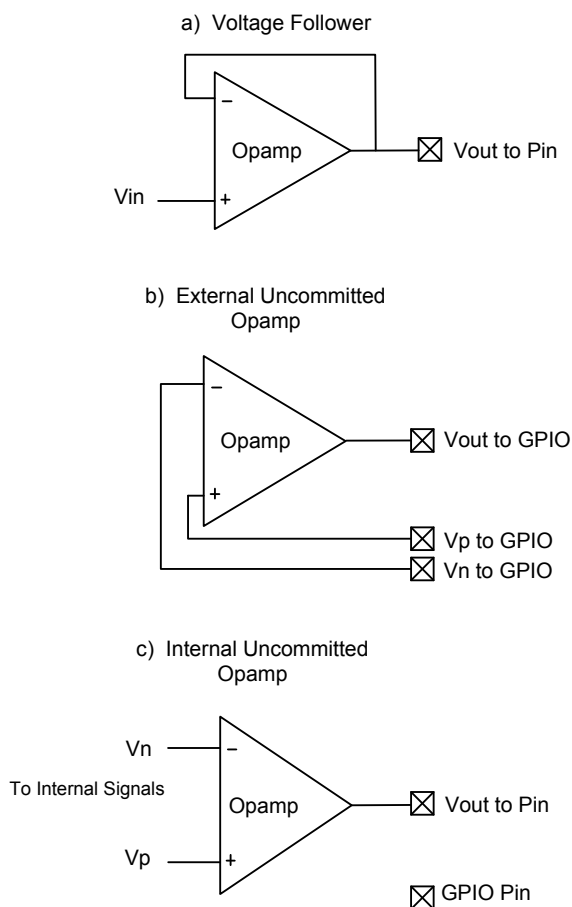 a) Voltage Follower
−
Opamp
Vout to Pin
Vin
+
b) External Uncommitted
Opamp
−
Opamp
Vout to GPIO
+
Vp to GPIO
Vn to GPIO
c) Internal Uncommitted
Opamp
Vn
−
To Internal Signals
Opamp
Vout to Pin
Vp
+
GPIO Pin